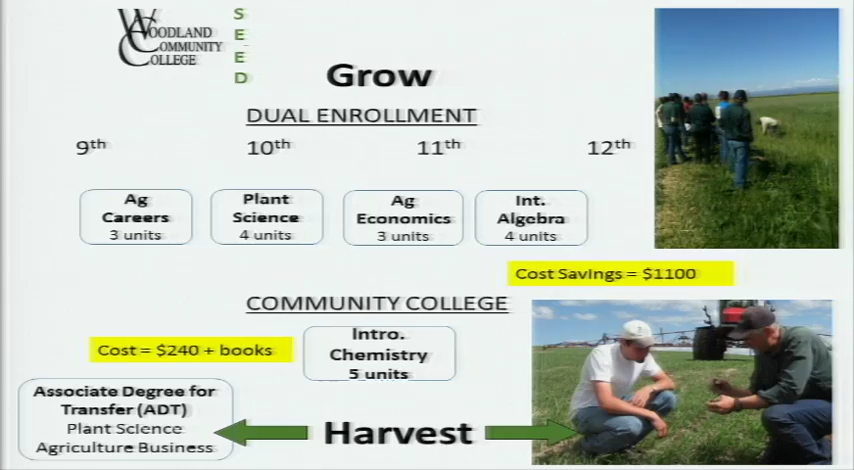 WOODLAND
COMMUNITY
COLLEGE
S
E
E
D
Grow
DUAL ENROLLMENT
9th 10th 11th 12th
Ag
Careers
3 units
Plant
Science
4 units
Ag
Economics
3 units
Int.
Algebra
4 units
Cost Savings = $1100
COMMUNITY COLLEGE
Cost = $240 + books
Intro.
Chemistry
5 units
Associate Degree for
Transfer (ADT)
Plant Science
Agriculture Business
Harvest